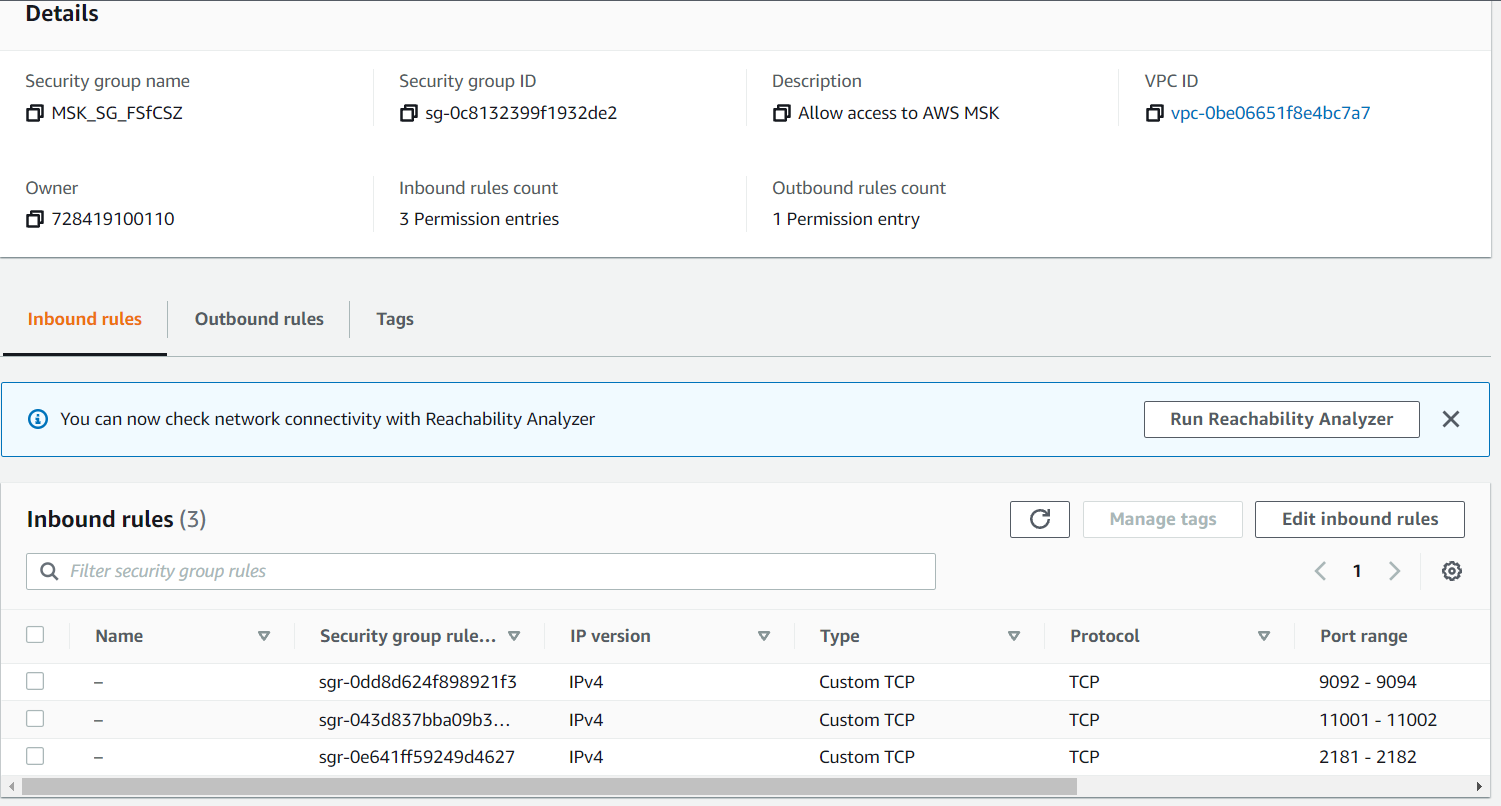 Details
Security group name
MSK_SG_FSfCSZ
Security group ID
sg-0c8132399f1932de2
Description
Allow access to AWS MSK
VPC ID
vpc-0be06651f8e4bc7a7
Owner
728419100110
Inbound rules count
3 Permission entries
Outbound rules count
1 Permission entry
Inbound rules
Outbound rules
Tags
You can now check network connectivity with Reachability Analyzer
Run Reachability Analyzer
Inbound rules (3)
Manage tags
Edit inbound rules
Filter security group rules
1
Name Security group rule... IP version Type Protocol Port range
– sgr-0dd8d624f898921f3 IPv4 Custom TCP TCP 9092 - 9094
– sgr-043d837bba09b3... IPv4 Custom TCP TCP 11001 - 11002
– sgr-0e641ff59249d4627 IPv4 Custom TCP TCP 2181 - 2182